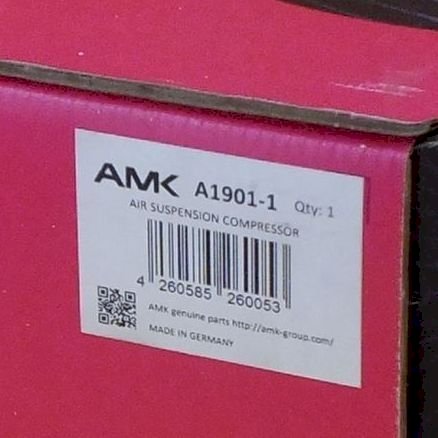 AMK A1901-1 Qty: 1
AIR SUSPENSION COMPRESSOR
4 260585 260053
AMK genuine parts http://amk-group.com/
MADE IN GERMANY